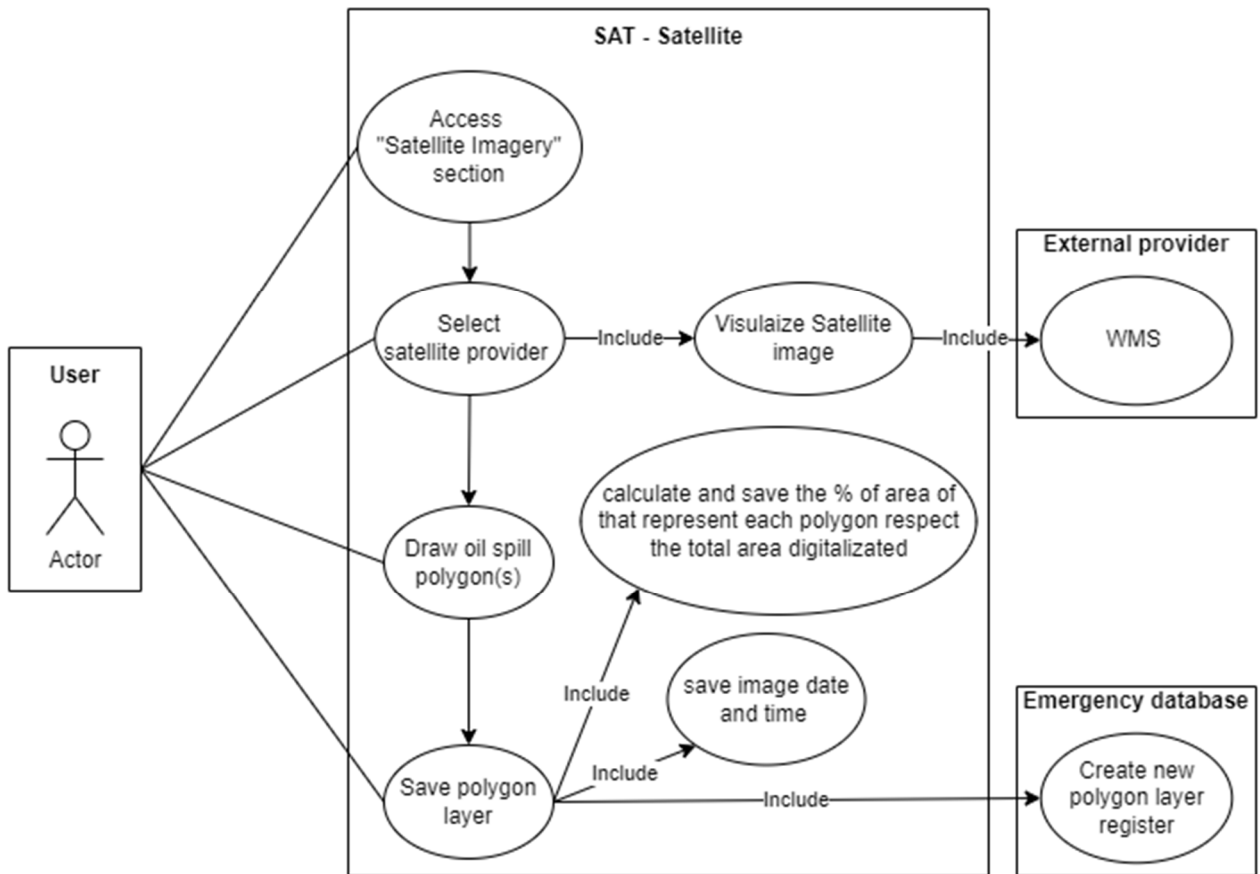 SAT - Satellite
Access
"Satellite Imagery"
section
External provider
Select
satellite provider
Include
Visulaize Satellite
image
Include
WMS
User
Actor
calculate and save the % of area of
that represent each polygon respect
the total area digitalizated
Draw oil spill
polygon(s)
Include
save image date
and time
Emergency database
Include
Save polygon
layer
Include
Create new
polygon layer
register